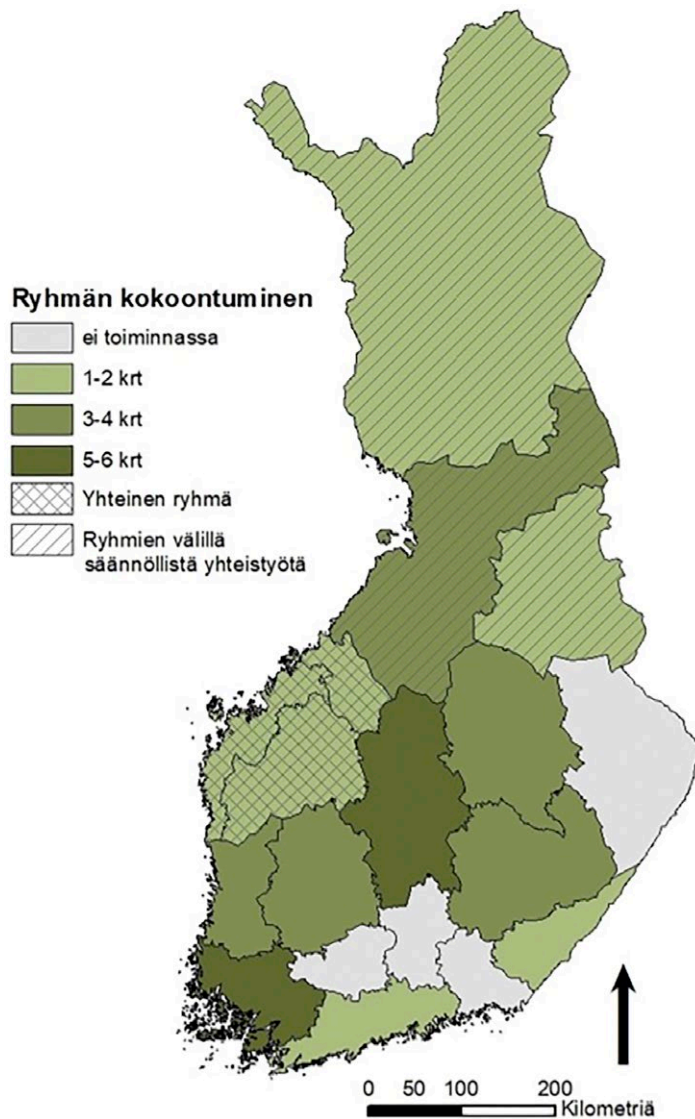 Ryhmän kokoontuminen
ei toiminnassa
1-2 krt
3-4 krt
5-6 krt
Yhteinen ryhmä
Ryhmien välillä
säännöllistä yhteistyötä
0 50 100 200
Kilometriä